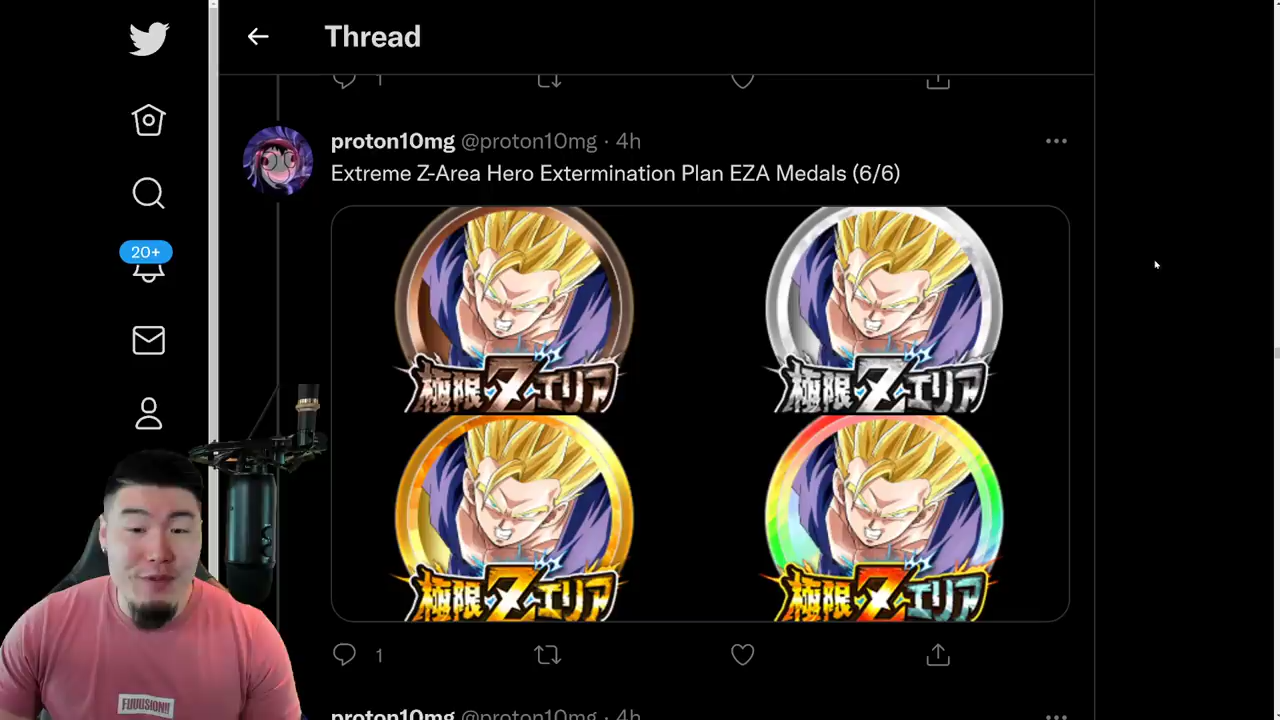 Thread
1
proton10mg @proton10mg · 4h
Extreme Z-Area Hero Extermination Plan EZA Medals (6/6)
20+
極限Zエリア
極限Zエリア
極限Zエリア
極限Zエリア
FUUUSION!!
1
proton10mg @proton10mg · 4h